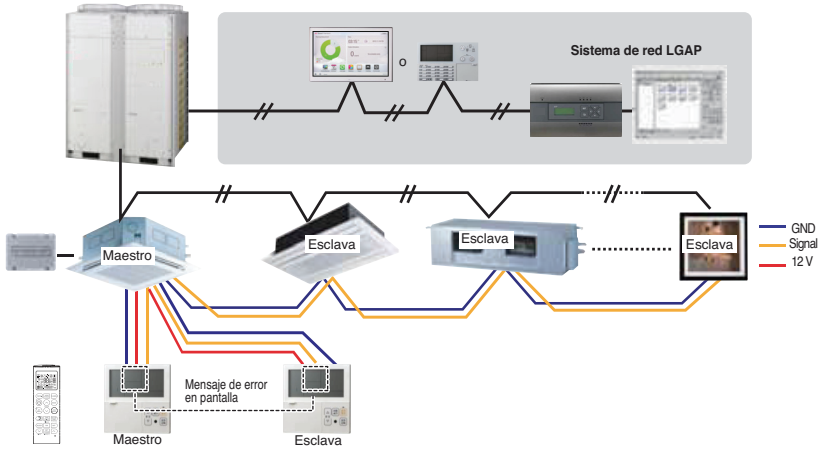 o
Sistema de red LGAP
Maestro
Esclava
Esclava
Esclava
GND
Signal
12 V
Mensaje de error
en pantalla
Maestro
Esclava